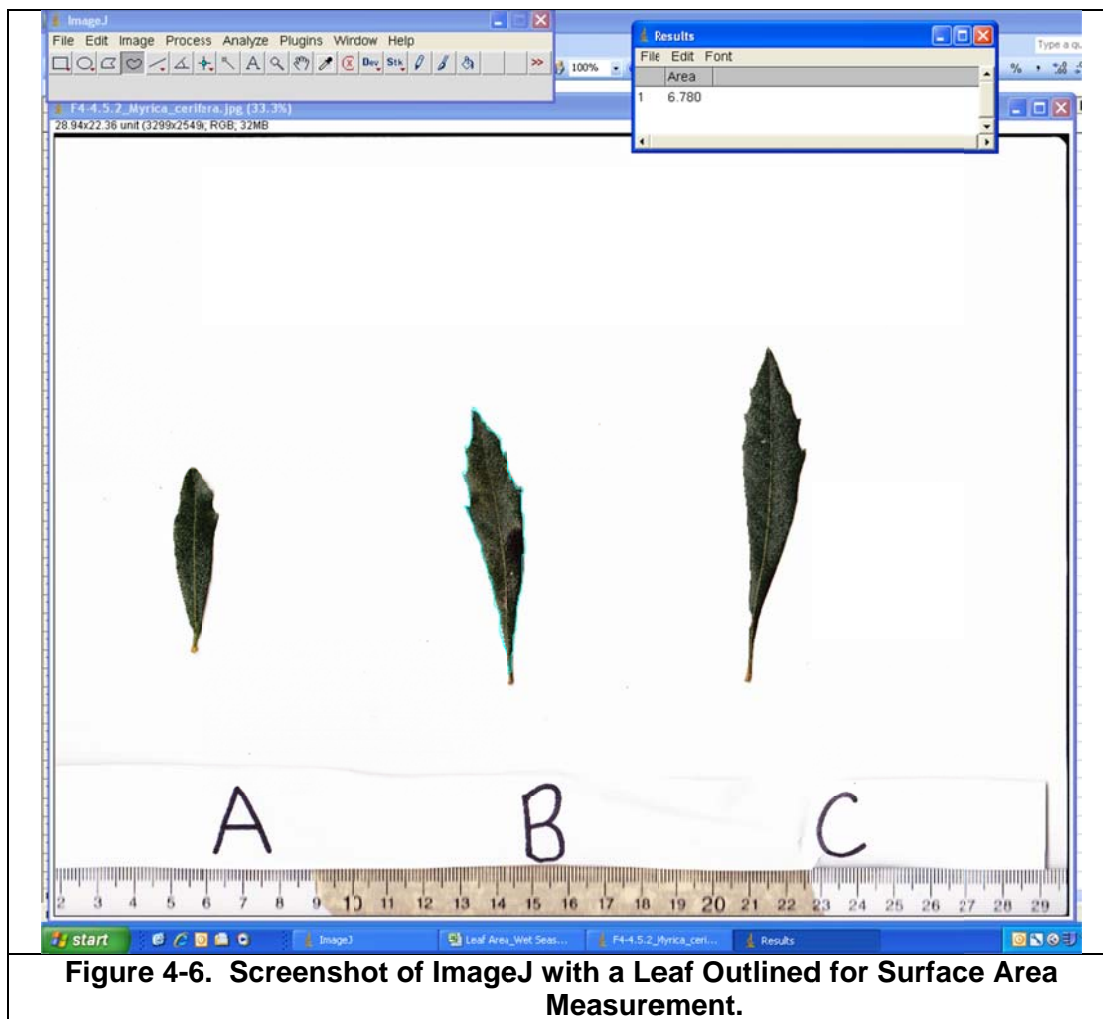 ImageJ
File Edit Image Process Analyze Plugins Window Help
Dev Stk >>
100%
Type a qu
%
Results
File Edit Font
Area
1 6.780
F4-4.5.2_Myrica_cerifera.jpg (33.3%)
28.94x22.36 unit (3299x2549); RGB; 32MB
A B C
2 3 4 5 6 7 8 9 10 11 12 13 14 15 16 17 18 19 20 21 22 23 24 25 26 27 28 29
start ImageJ Leaf Area_Wet Seas... F4-4.5.2_Myrica_ceri... Results
Figure 4-6. Screenshot of ImageJ with a Leaf Outlined for Surface Area
Measurement.